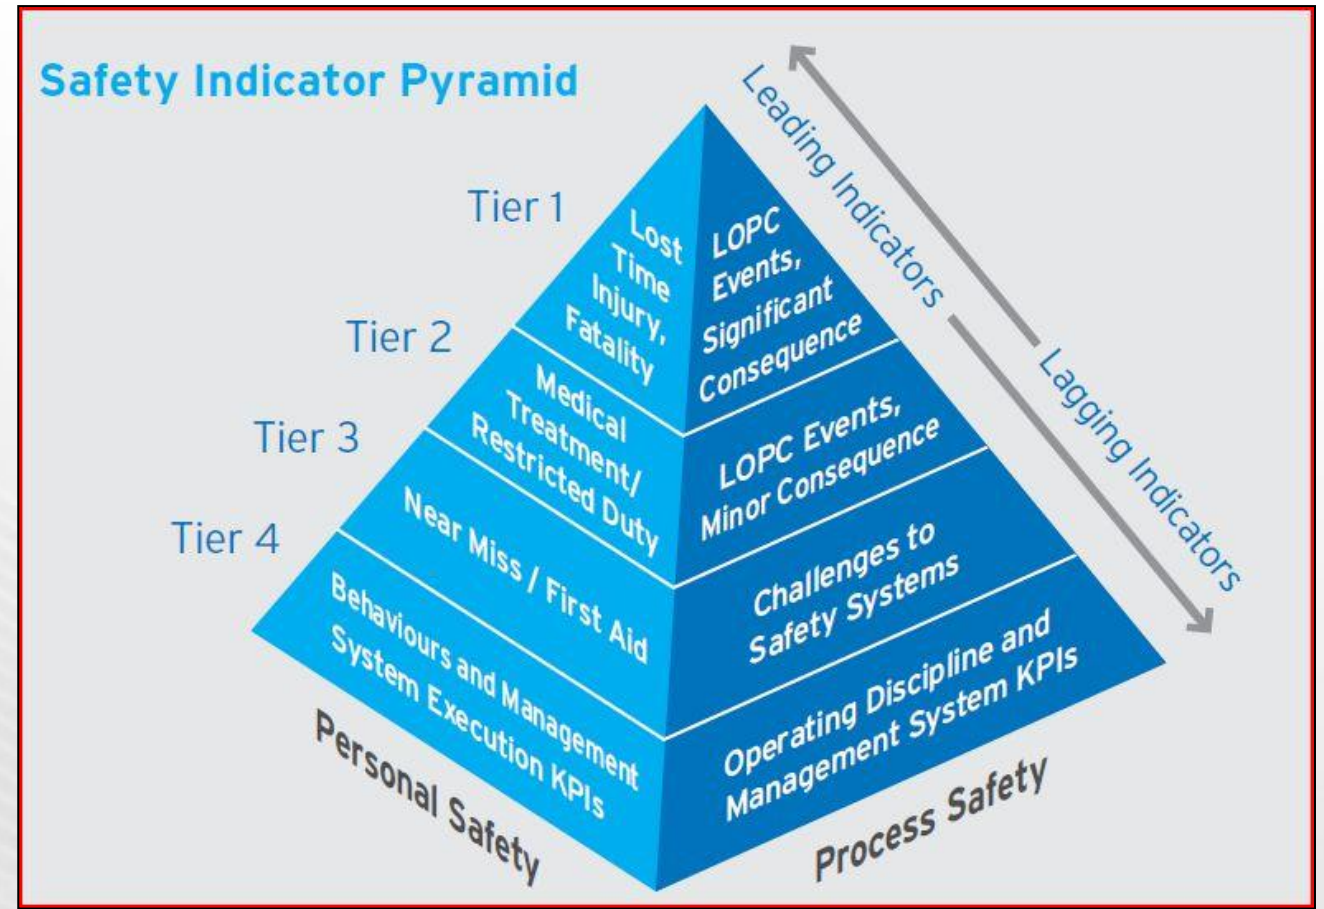 Safety Indicator Pyramid
Leading Indicators
Lagging Indicators
Tier 1
Lost
Time
Injury,
Fatality
LOPC
Events,
Significant
Consequence
Tier 2
Medical
Treatment/
Restricted Duty
LOPC Events,
Minor Consequence
Tier 3
Near Miss / First Aid
Challenges to
Safety Systems
Tier 4
Behaviours and Management
System Execution KPIs
Operating Discipline and
Management System KPIs
Personal Safety
Process Safety